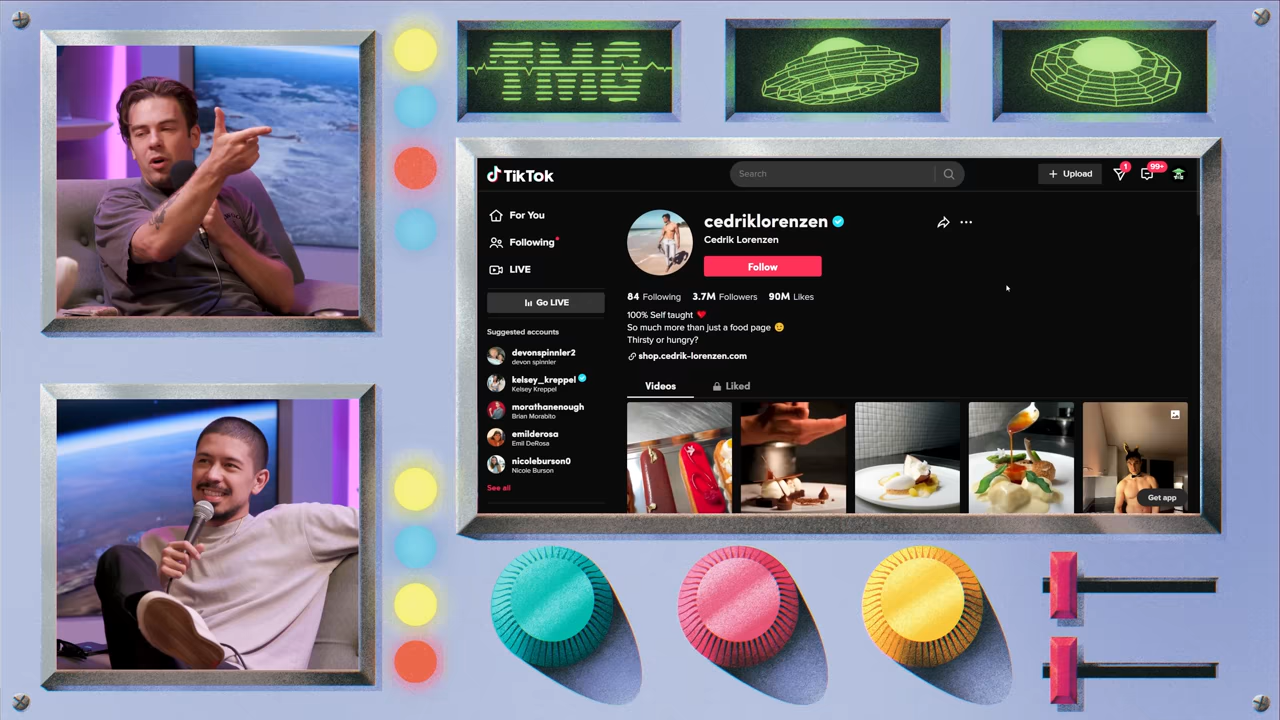 TMG
TikTok
Search
Upload
1
99+
For You
Following
LIVE
Go LIVE
Suggested accounts
devonspinnler2
devon spinnler
kelsey_kreppel
Kelsey Kreppel
morathanenough
Brian Morabito
emilderosa
Emil DeRosa
nicoleburson0
Nicole Burson
See all
cedriklorenzen
Cedrik Lorenzen
Follow
84 Following 3.7M Followers 90M Likes
100% Self taught ❤️
So much more than just a food page 😉
Thirsty or hungry?
shop.cedrik-lorenzen.com
Videos Liked
Get app